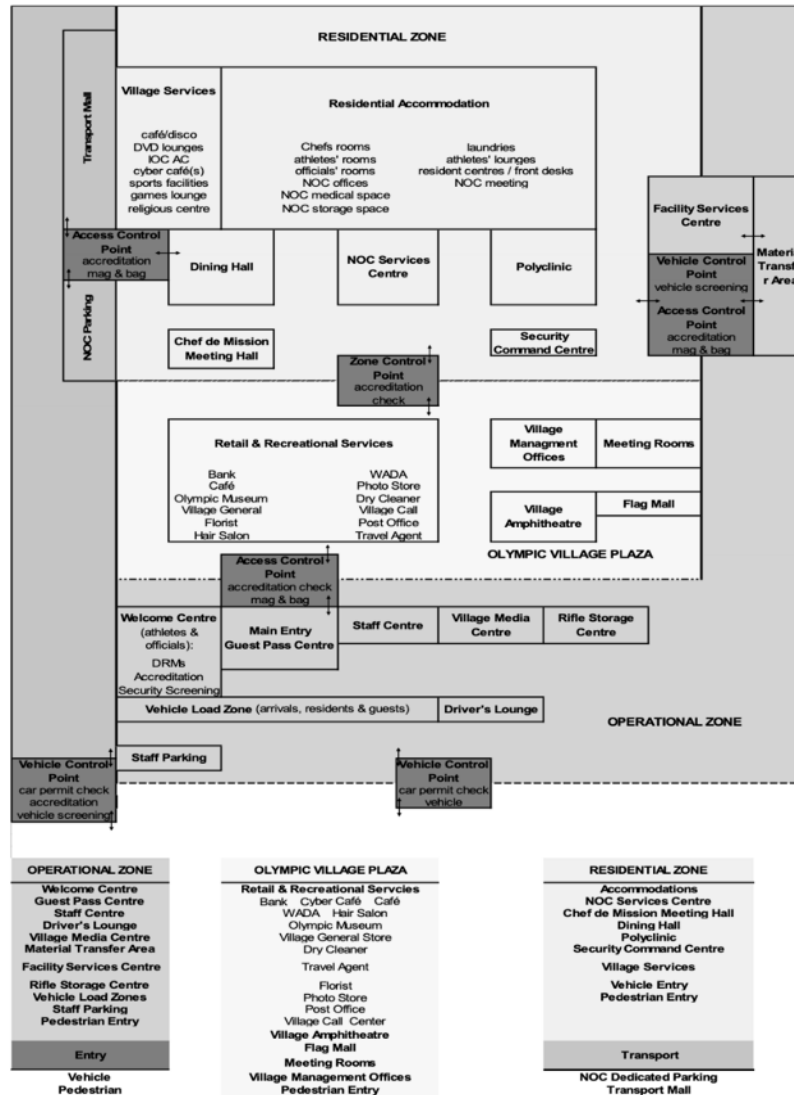 RESIDENTIAL ZONE
Transport Mall
Village Services
café/disco
DVD lounges
IOC AC
cyber café(s)
sports facilities
games lounge
religious centre
Residential Accommodation
Chefs rooms
athletes' rooms
officials' rooms
NOC offices
NOC medical space
NOC storage space
laundries
athletes' lounges
resident centres / front desks
NOC meeting
Facility Services
Centre
Access Control
Point
accreditation
mag & bag
Dining Hall
NOC Services
Centre
Polyclinic
Vehicle Control
Point
vehicle screening
Access Control
Point
accreditation
mag & bag
Material
Transfe
r Area
NOC Parking
Chef de Mission
Meeting Hall
Security
Command Centre
Zone Control
Point
accreditation
check
Retail & Recreational Services
Bank
Café
Olympic Museum
Village General
Florist
Hair Salon
WADA
Photo Store
Dry Cleaner
Village Call
Post Office
Travel Agent
Village
Managment
Offices
Meeting Rooms
Village
Amphitheatre
Flag Mall
OLYMPIC VILLAGE PLAZA
Access Control
Point
accreditation check
mag & bag
Welcome Centre
(athletes &
officials):
DRMs
Accreditation
Security Screening
Main Entry
Guest Pass Centre
Staff Centre
Village Media
Centre
Rifle Storage
Centre
Vehicle Load Zone (arrivals, residents & guests)
Driver's Lounge
OPERATIONAL ZONE
Staff Parking
Vehicle Control
Point
car permit check
accreditation
vehicle screening
Vehicle Control
Point
car permit check
vehicle
OPERATIONAL ZONE
Welcome Centre
Guest Pass Centre
Staff Centre
Driver's Lounge
Village Media Centre
Material Transfer Area
Facility Services Centre
Rifle Storage Centre
Vehicle Load Zones
Staff Parking
Pedestrian Entry
Entry
Vehicle
Pedestrian
OLYMPIC VILLAGE PLAZA
Retail & Recreational Servcies
Bank Cyber Café Café
WADA Hair Salon
Olympic Museum
Village General Store
Dry Cleaner
Travel Agent
Florist
Photo Store
Post Office
Village Call Center
Village Amphitheatre
Flag Mall
Meeting Rooms
Village Management Offices
Pedestrian Entry
RESIDENTIAL ZONE
Accommodations
NOC Services Centre
Chef de Mission Meeting Hall
Dining Hall
Polyclinic
Security Command Centre
Village Services
Vehicle Entry
Pedestrian Entry
Transport
NOC Dedicated Parking
Transport Mall